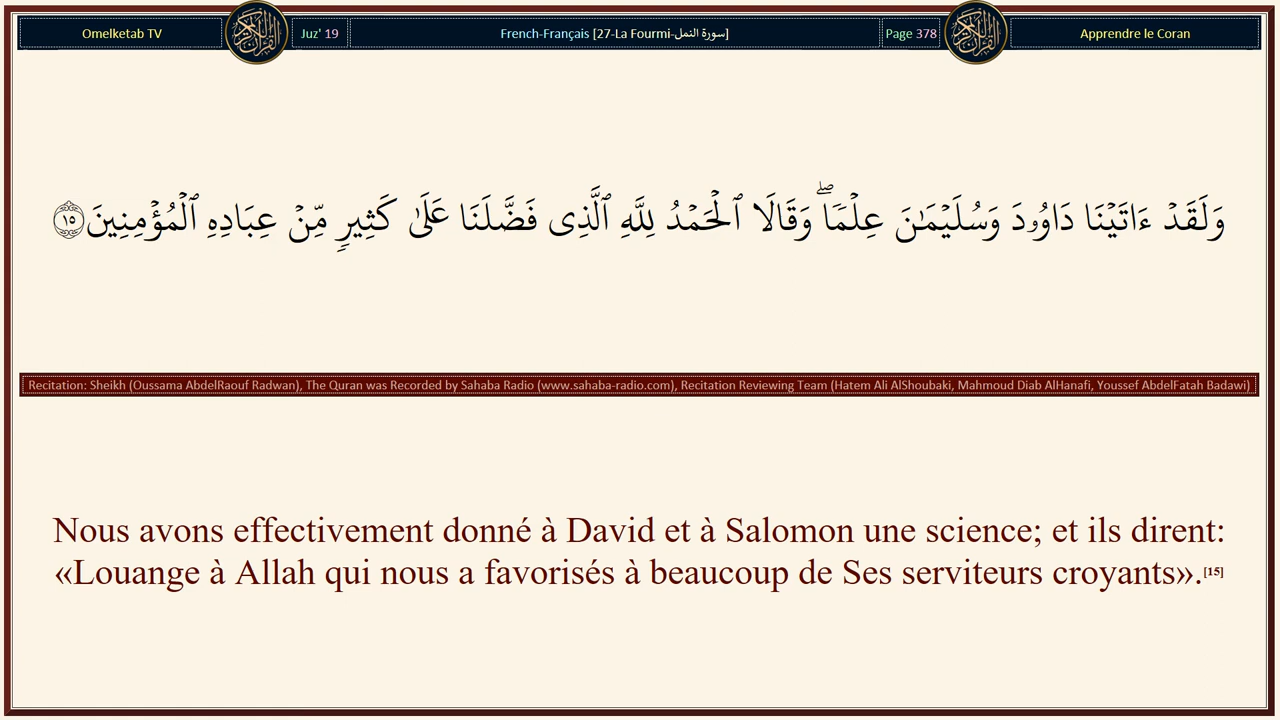 Omelketab TV
Juz' 19
French-Français [27-La Fourmi-سورة النمل]
Page 378
Apprendre le Coran
وَلَقَدۡ ءَاتَيۡنَا دَاوُۥدَ وَسُلَيۡمَٰنَ عِلۡمٗاۖ وَقَالَا ٱلۡحَمۡدُ لِلَّهِ ٱلَّذِي فَضَّلَنَا عَلَىٰ كَثِيرٖ مِّنۡ عِبَادِهِ ٱلۡمُؤۡمِنِينَ ١٥
Recitation: Sheikh (Oussama AbdelRaouf Radwan), The Quran was Recorded by Sahaba Radio (www.sahaba-radio.com), Recitation Reviewing Team (Hatem Ali AlShoubaki, Mahmoud Diab AlHanafi, Youssef AbdelFatah Badawi)
Nous avons effectivement donné à David et à Salomon une science; et ils dirent:
«Louange à Allah qui nous a favorisés à beaucoup de Ses serviteurs croyants».[15]